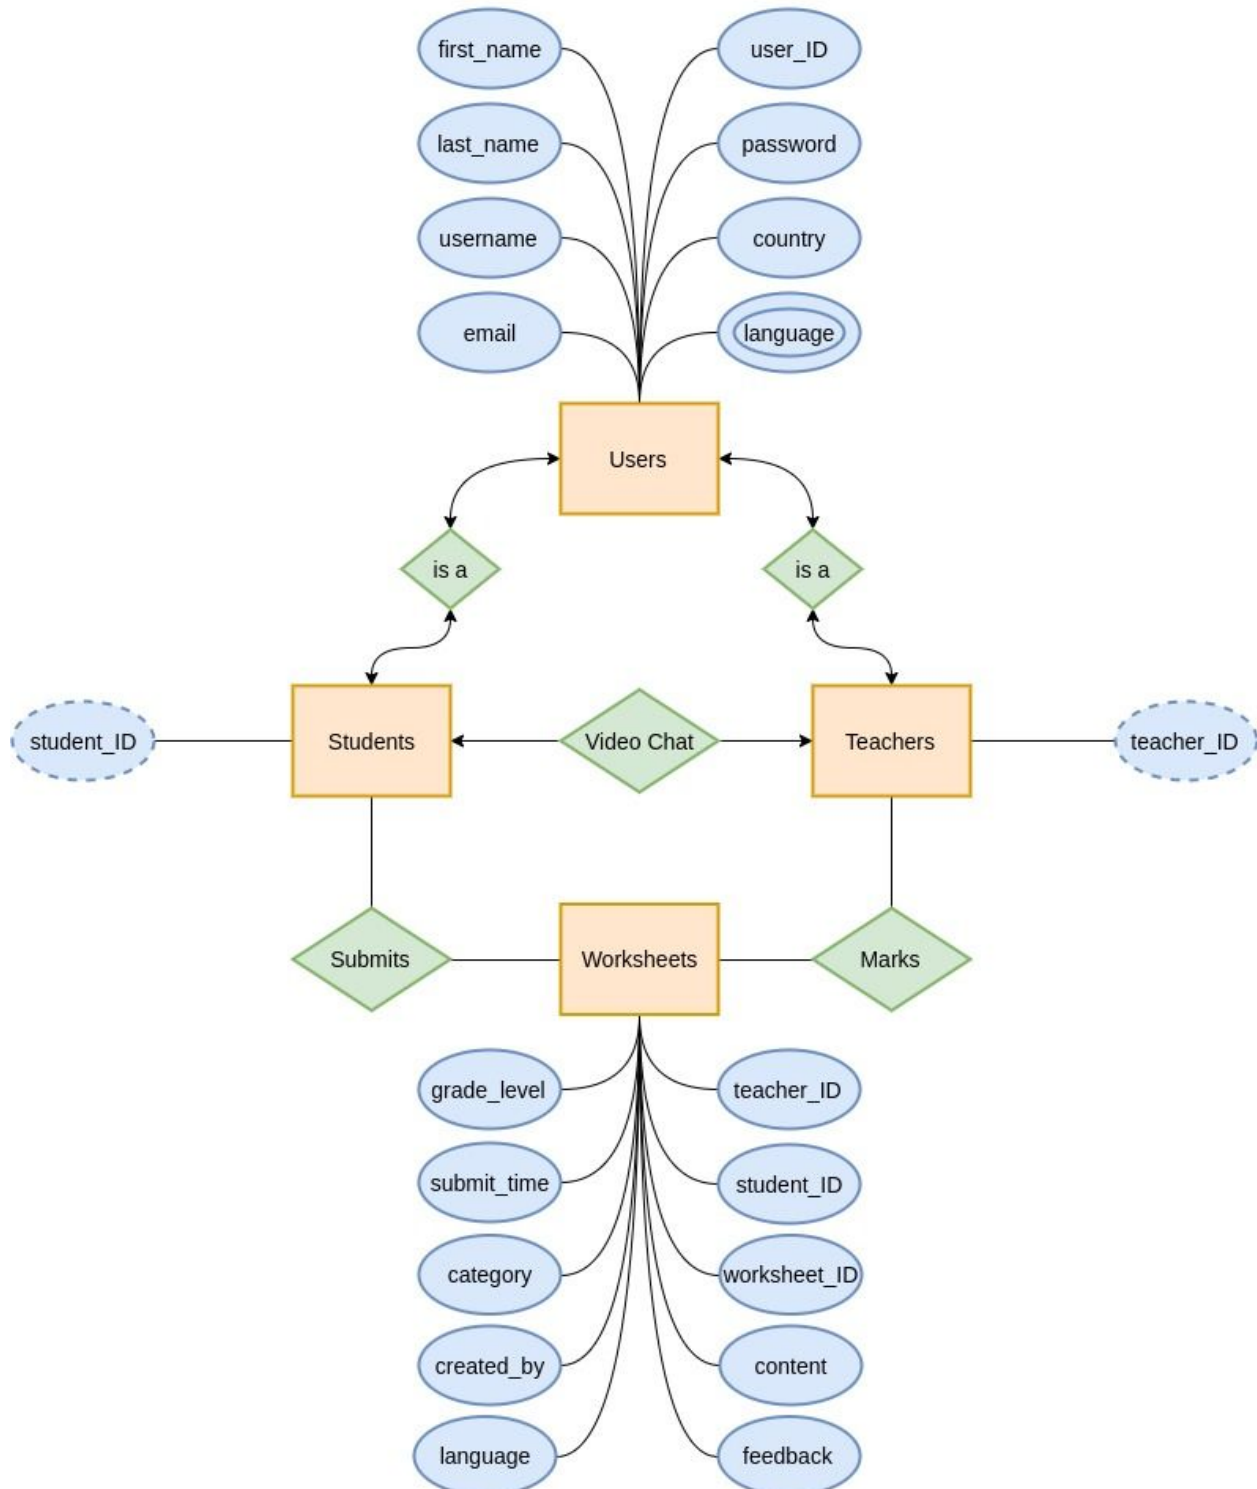 first_name
user_ID
last_name
password
username
country
email
language
Users
is a
is a
student_ID
Students
Video Chat
Teachers
teacher_ID
Submits
Worksheets
Marks
grade_level
teacher_ID
submit_time
student_ID
category
worksheet_ID
created_by
content
language
feedback